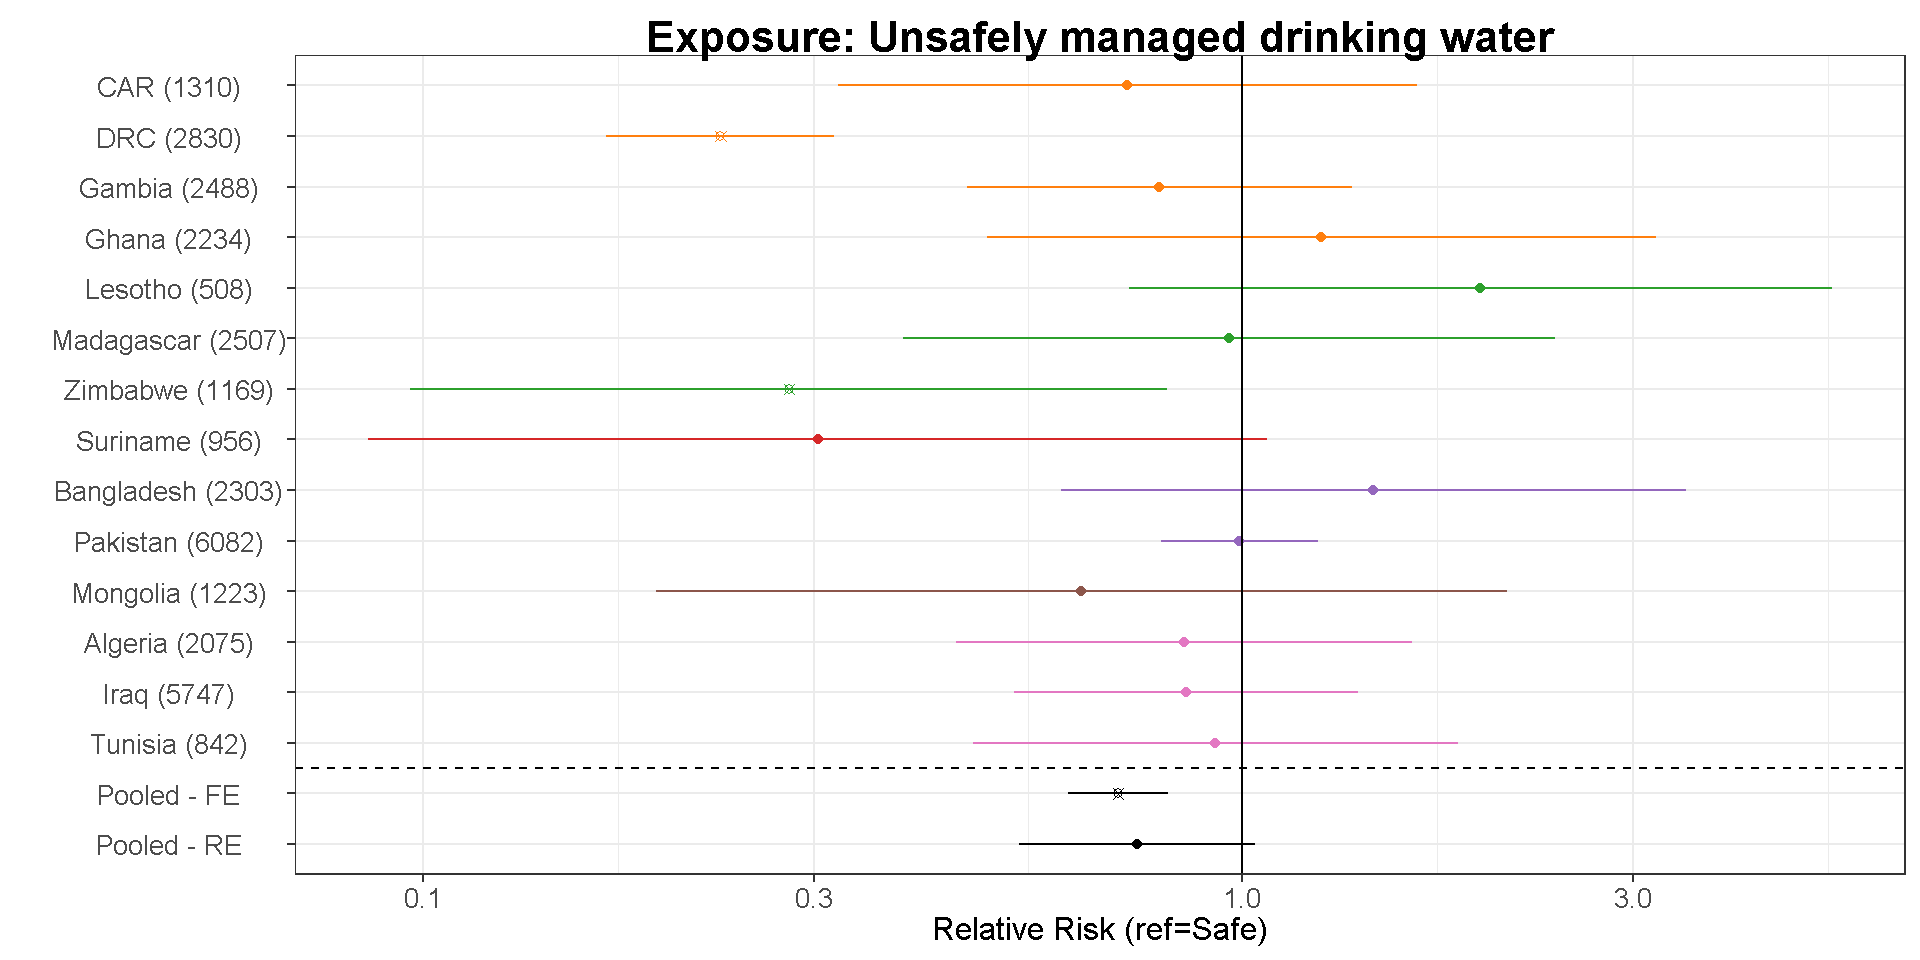 Exposure: Unsafely managed drinking water
CAR (1310)
DRC (2830)
Gambia (2488)
Ghana (2234)
Lesotho (508)
Madagascar (2507)
Zimbabwe (1169)
Suriname (956)
Bangladesh (2303)
Pakistan (6082)
Mongolia (1223)
Algeria (2075)
Iraq (5747)
Tunisia (842)
Pooled - FE
Pooled - RE
0.1 0.3 1.0 3.0
Relative Risk (ref=Safe)